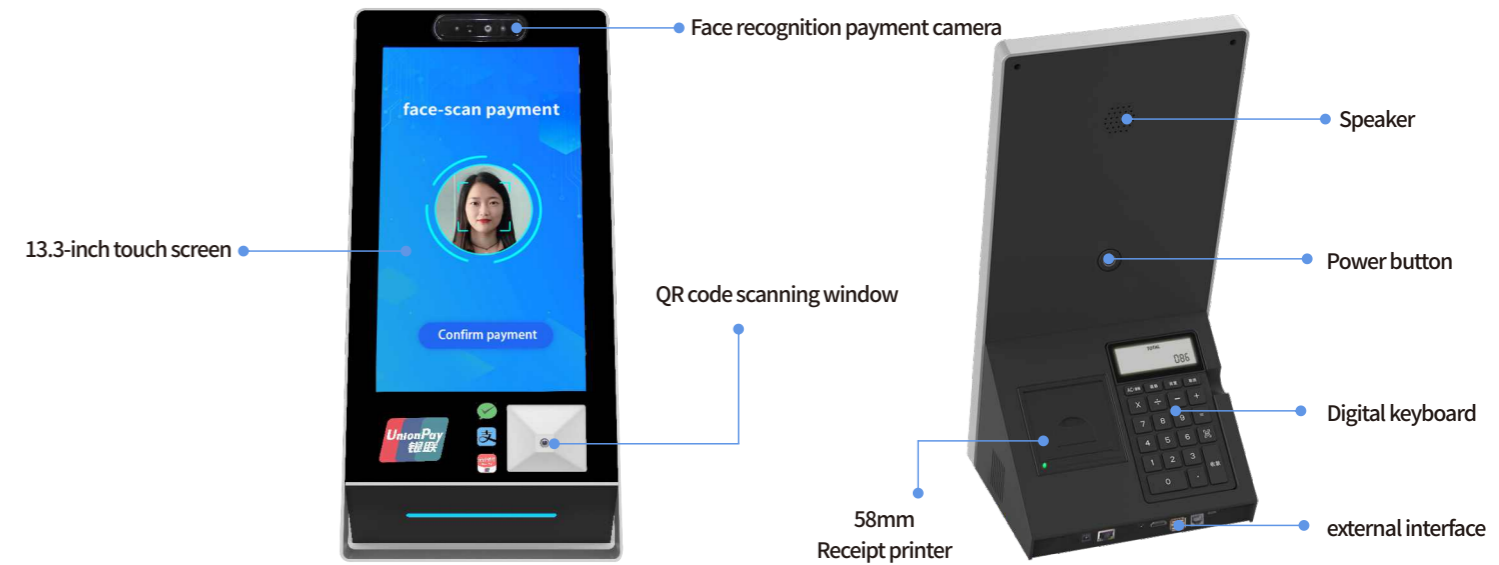 Face recognition payment camera
face-scan payment
13.3-inch touch screen
Confirm payment
QR code scanning window
UnionPay
银联
支
Speaker
Power button
TOTAL
086
X ÷ − +
7 8 9
4 5 6
1 2 3
0 .
Digital keyboard
58mm
Receipt printer
external interface